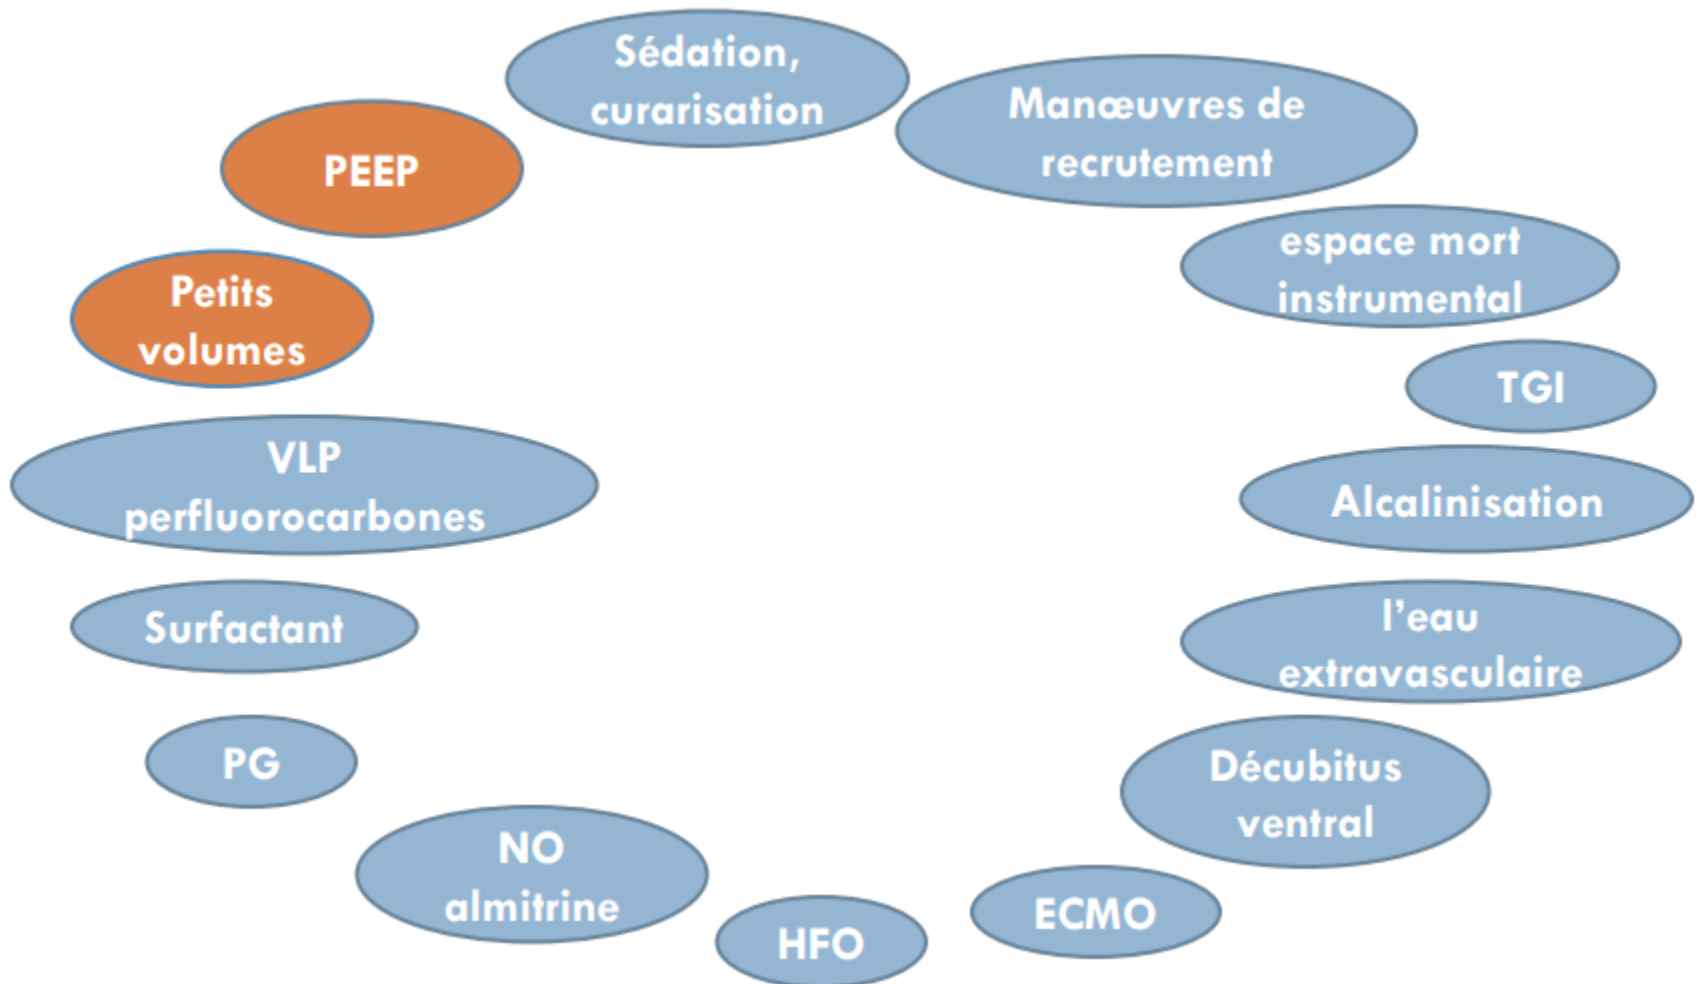 Sédation,
curarisation
Manœuvres de
recrutement
PEEP
espace mort
instrumental
Petits
volumes
TGI
VLP
perfluorocarbones
Alcalinisation
Surfactant
l'eau
extravasculaire
PG
Décubitus
ventral
NO
almitrine
HFO
ECMO